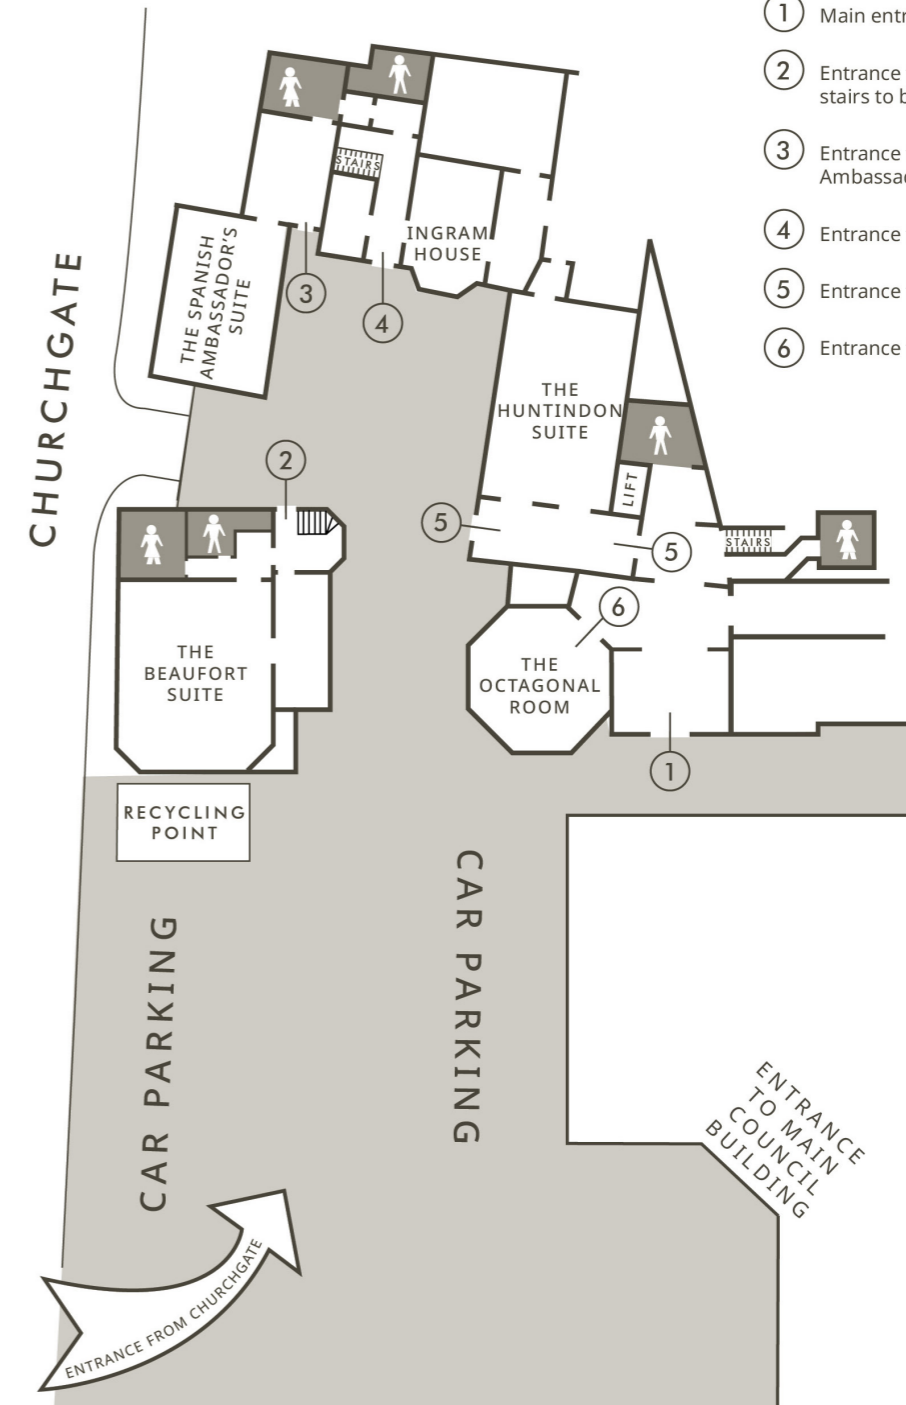 1 Main entr
2 Entrance
stairs to b
3 Entrance
Ambassad
4 Entrance
5 Entrance
6 Entrance
STAIRS
INGRAM
HOUSE
THE SPANISH
AMBASSADOR'S
SUITE
3
4
CHURCHGATE
THE
HUNTINDON
SUITE
LIFT
2
5
5
STAIRS
6
THE
BEAUFORT
SUITE
THE
OCTAGONAL
ROOM
1
RECYCLING
POINT
CAR PARKING
CAR PARKING
ENTRANCE
TO MAIN
COUNCIL
BUILDING
ENTRANCE FROM CHURCHGATE